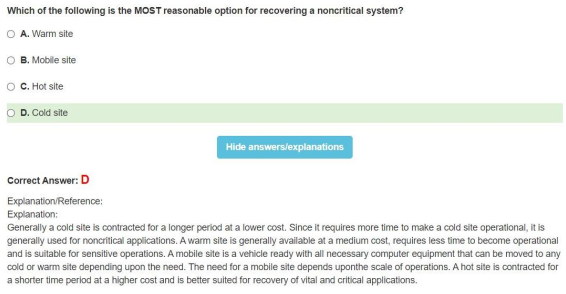 Which of the following is the MOST reasonable option for recovering a noncritical system?
A. Warm site
B. Mobile site
C. Hot site
D. Cold site
Hide answers/explanations
Correct Answer: D
Explanation/Reference:
Explanation:
Generally a cold site is contracted for a longer period at a lower cost. Since it requires more time to make a cold site operational, it is
generally used for noncritical applications. A warm site is generally available at a medium cost, requires less time to become operational
and is suitable for sensitive operations. A mobile site is a vehicle ready with all necessary computer equipment that can be moved to any
cold or warm site depending upon the need. The need for a mobile site depends uponthe scale of operations. A hot site is contracted for
a shorter time period at a higher cost and is better suited for recovery of vital and critical applications.